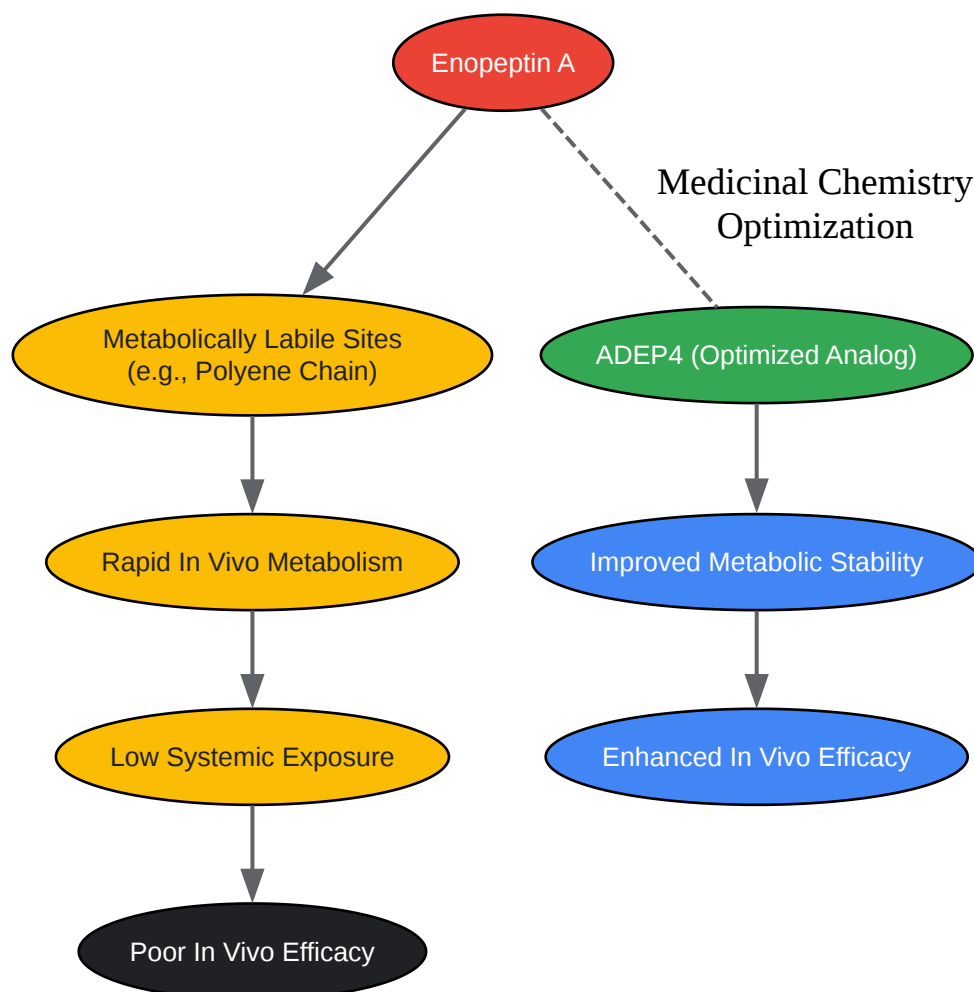 Enopeptin A
Medicinal Chemistry
Optimization
Metabolically Labile Sites
(e.g., Polyene Chain)
ADEP4 (Optimized Analog)
Rapid In Vivo Metabolism
Improved Metabolic Stability
Low Systemic Exposure
Enhanced In Vivo Efficacy
Poor In Vivo Efficacy